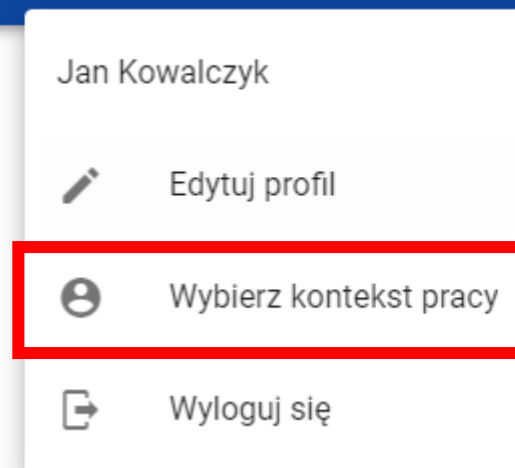 Jan Kowalczyk
Edytuj profil
Wybierz kontekst pracy
Wyloguj się